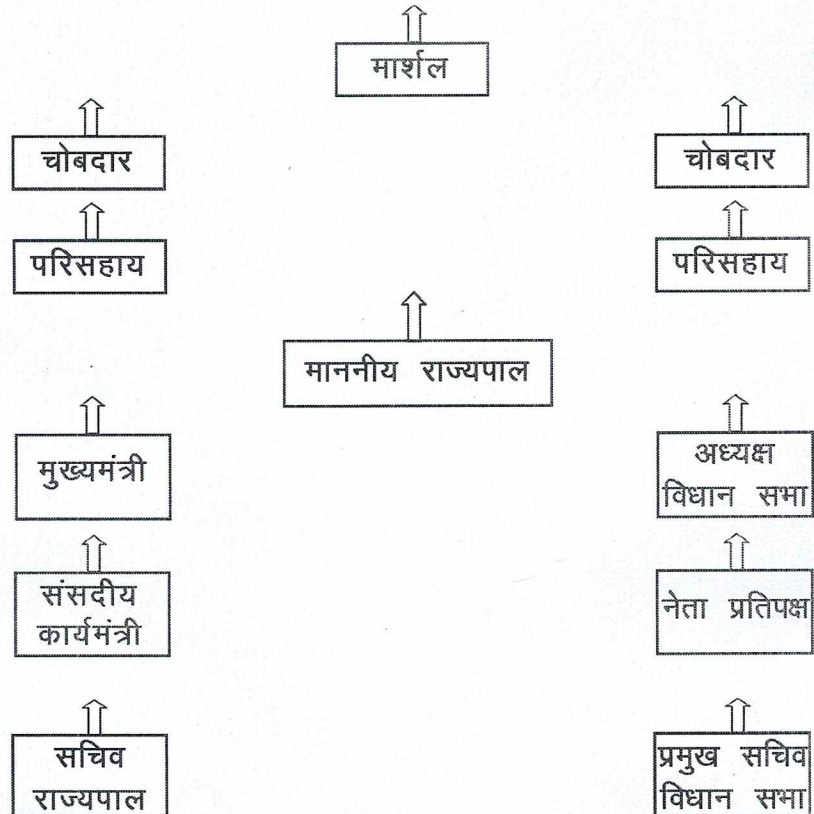 मार्शल
चोबदार
चोबदार
परिसहाय
परिसहाय
माननीय राज्यपाल
मुख्यमंत्री
अध्यक्ष
विधान सभा
संसदीय
कार्यमंत्री
नेता प्रतिपक्ष
सचिव
राज्यपाल
प्रमुख सचिव
विधान सभा